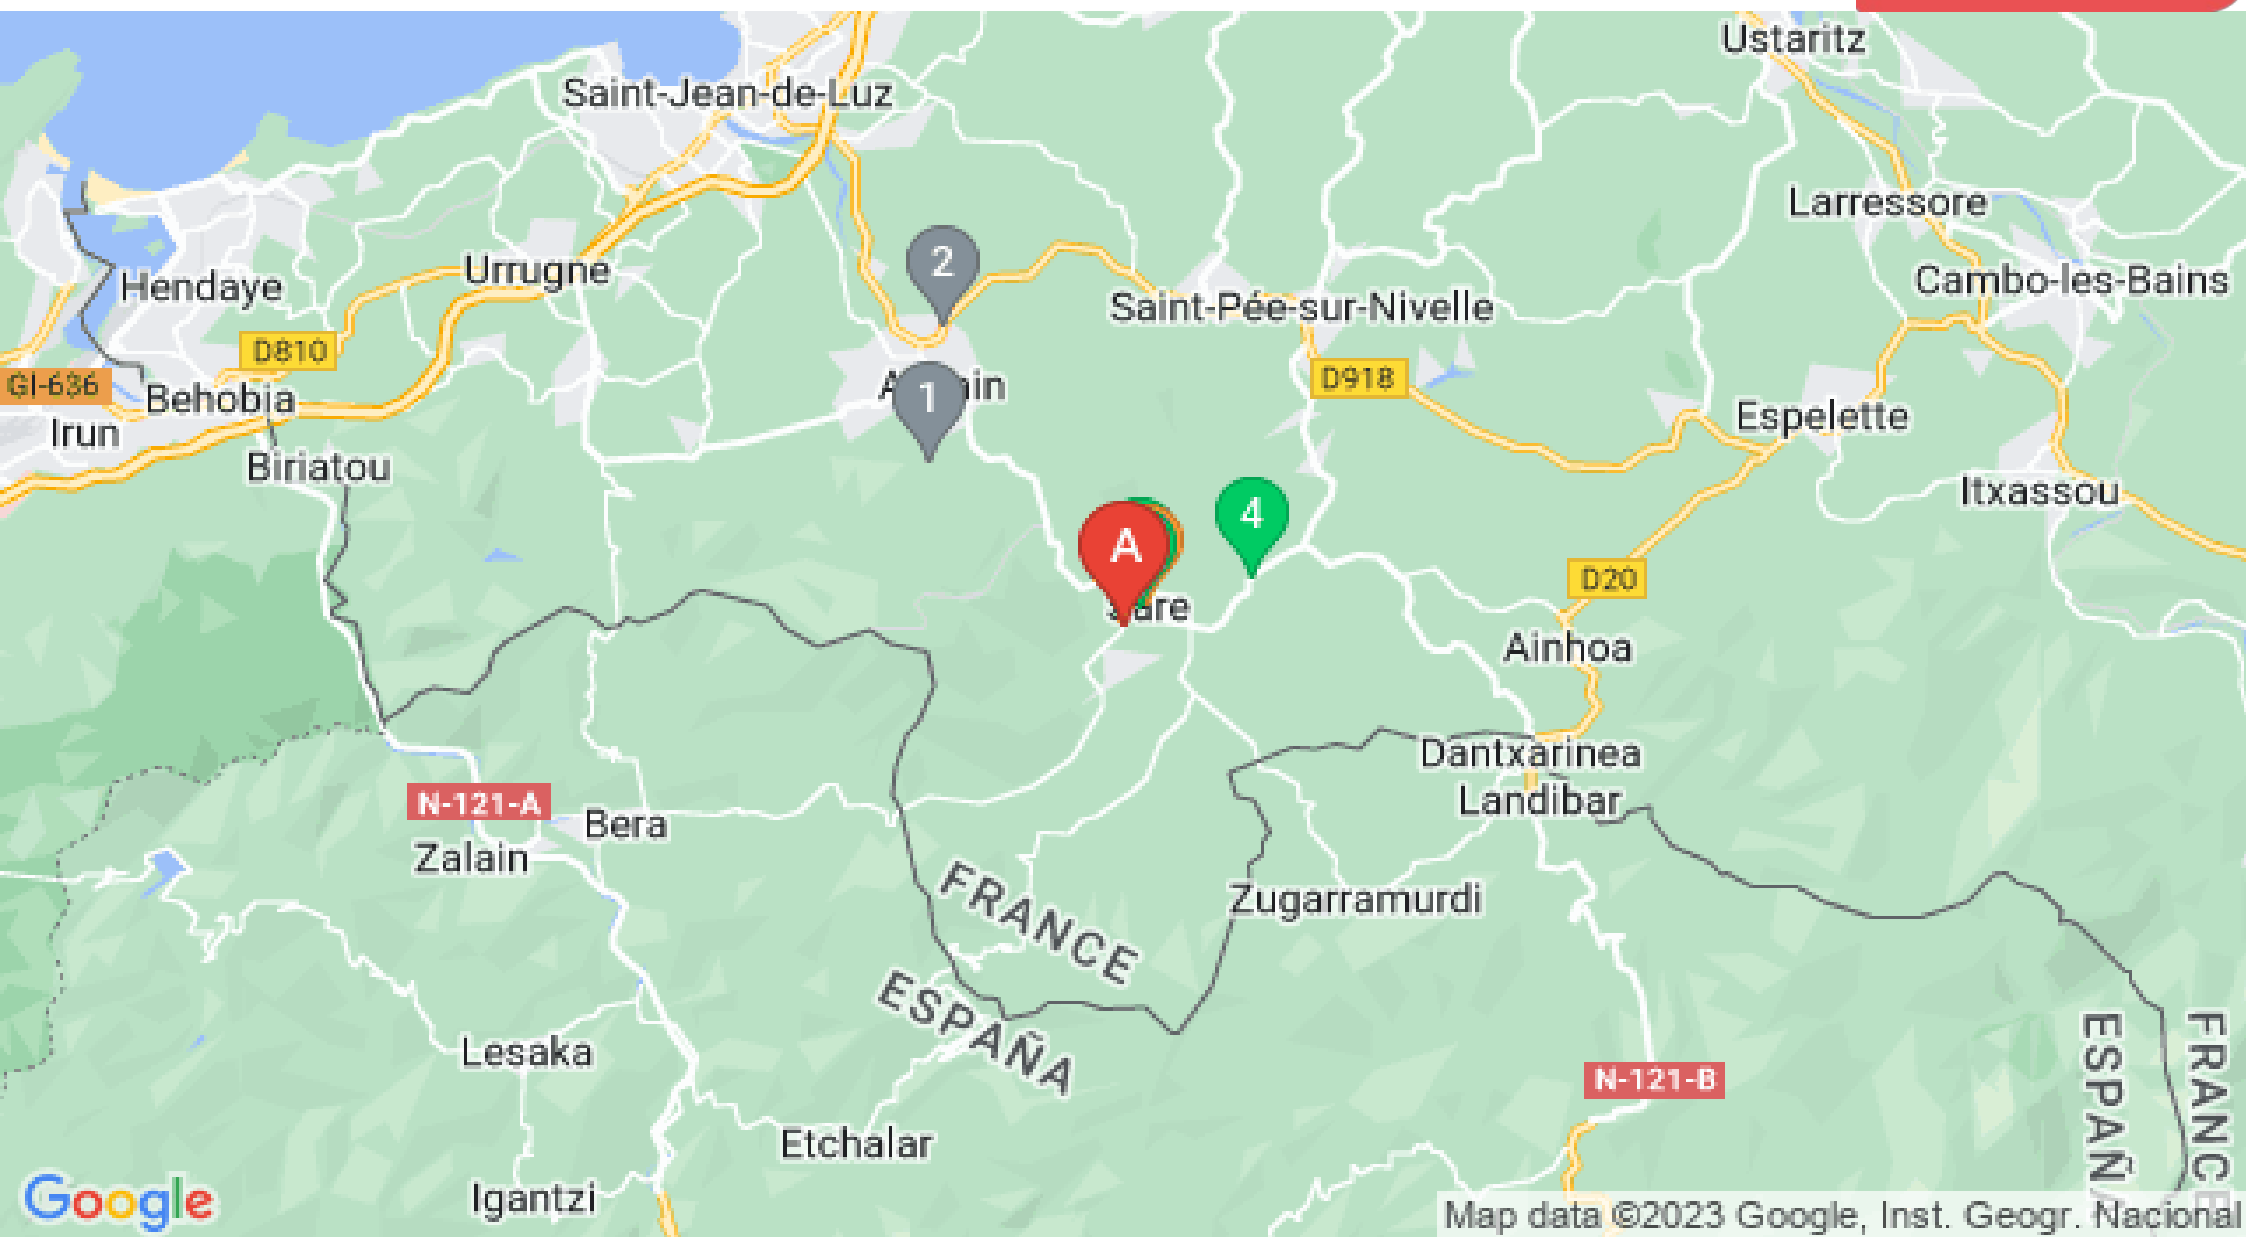 Ustaritz
Saint-Jean-de-Luz
Larressore
2
Urrugne
Hendaye
Cambo-les-Bains
Saint-Pée-sur-Nivelle
D810
D918
GI-636
1
Behobia
Espelette
Irun
Biriatou
Itxassou
4
A
D20
Ainhoa
Dantxarinea
Landibar
N-121-A
Bera
Zalain
FRANCE
Zugarramurdi
ESPAÑA
Lesaka
FRANCE
N-121-B
Etchalar
Igantzi
Google
Map data ©2023 Google, Inst. Geogr. Nacional